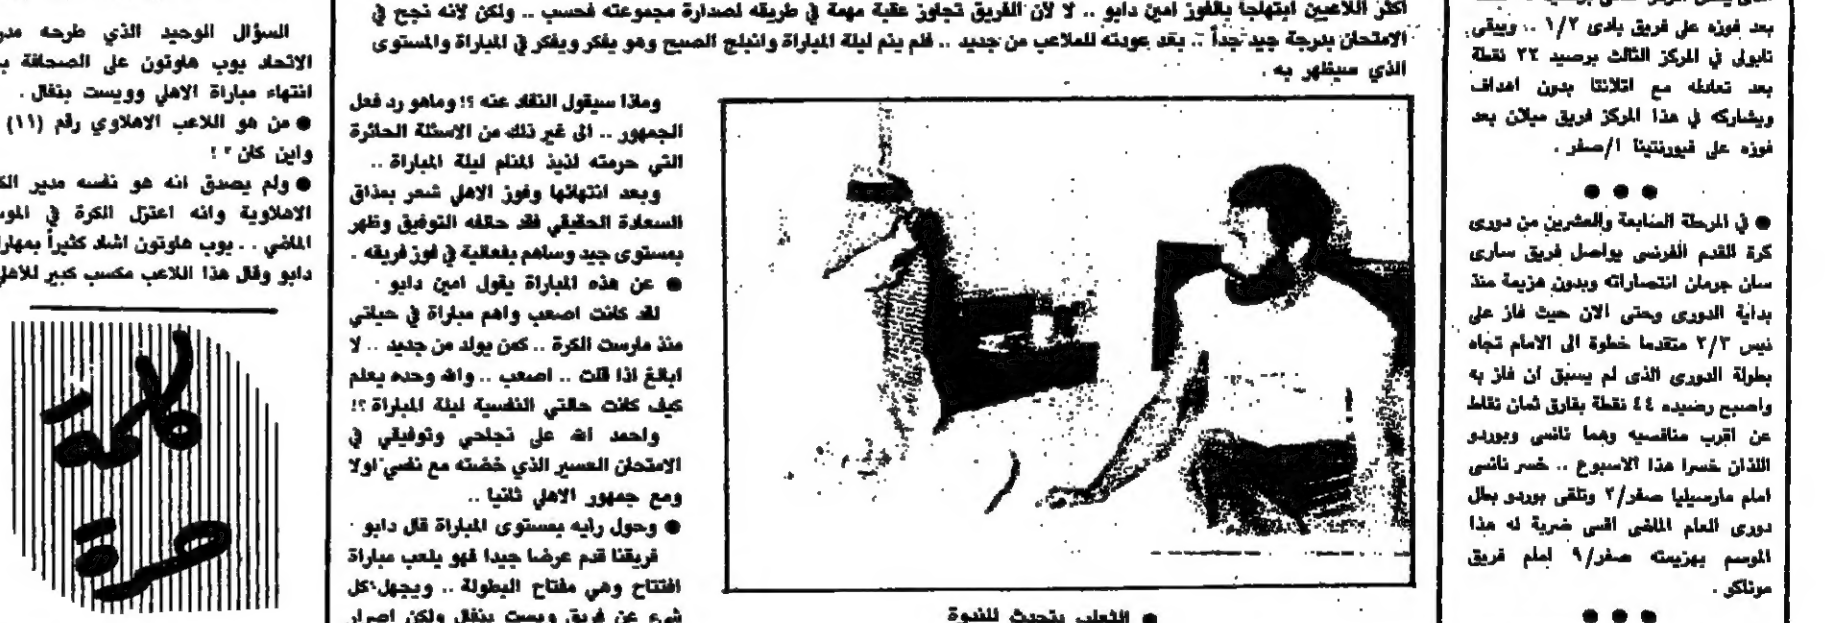 بعد فوزه على فريق بادى ١/٢ .. ويبقى
نابولى في المركز الثالث برصيد ٢٢ نقطة
بعد تعادله مع اتلانتا بدون اهداف
ويشاركه في هذا المركز فريق ميلان بعد
فوزه على فيورنتينا ١/صفر .
● ● ●
● في المرحلة السابعة والعشرين من دورى
كرة القدم الفرنسى يواصل فريق سارى
سان جرمان انتصاراته وبدون هزيمة منذ
بداية الدورى وحتى الان حيث فاز على
نيس ٢/٣ متقدما خطوة الى الامام تجاه
بطولة الدورى الذى لم يسبق ان فاز به
واصبح رصيده ٤٤ نقطة بفارق ثمان نقاط
عن اقرب منافسيه وهما نانسى وبوردو
اللذان خسرا هذا الاسبوع .. خسر نانسى
امام مارسيليا صفر/٢ وتلقى بوردو بطل
دورى العام الماضى اقسى ضربة له هذا
الموسم بهزيمته صفر/٩ امام فريق
موناكو .
● ● ●
اكثر اللاعبين ابتهاجاً بالفوز امين دابو .. لا لأن الفريق تجاوز عقبة مهمة في طريقه لصدارة مجموعته فحسب .. ولكن لانه نجح في
الامتحان بدرجة جيد جداً .. بعد عودته للملاعب من جديد .. فلم ينم ليلة المباراة وانبلج الصبح وهو يفكر ويفكر في المباراة والمستوى
الذي سيظهر به .
● الثعلب يتحدث للندوة
وماذا سيقول النقاد عنه ؟! وماهو رد فعل
الجمهور .. الى غير ذلك من الاسئلة الحائرة
التي حرمته لذيذ المنام ليلة المباراة ..
وبعد انتهائها وفوز الاهلي شعر بمذاق
السعادة الحقيقي فقد حالفه التوفيق وظهر
بمستوى جيد وساهم بفعالية في فوز فريقه .
● عن هذه المباراة يقول امين دابو
لقد كانت اصعب واهم مباراة في حياتي
منذ مارست الكرة .. كمن يولد من جديد .. لا
ابالغ اذا قلت .. اصعب .. والله وحده يعلم
كيف كانت حالتي النفسية ليلة المباراة ؟!
واحمد الله على نجاحي وتوفيقي في
الامتحان العسير الذي خضته مع نفسي اولا
ومع جمهور الاهلي ثانيا ..
● وحول رايه بمستوى المباراة قال دابو
فريقنا قدم عرضا جيدا فهو يلعب مباراة
افتتاح وهي مفتاح البطولة .. ويجهل كل
شيء عن فريق ويست بنغال ولكن اصرار
السؤال الوحيد الذي طرحه
الاتحاد بوب هاوتون على الصحافة
انتهاء مباراة الاهلي وويست بنغال .
● من هو اللاعب الاهلاوي رقم (١١)
واين كان ؟ !
● ولم يصدق انه هو نفسه مدير
الاهلاوية وانه اعتزل الكرة في
الماضي . . بوب هاوتون اشاد كثيراً
دابو وقال هذا اللاعب مكسب كبير
كلمة
حرة